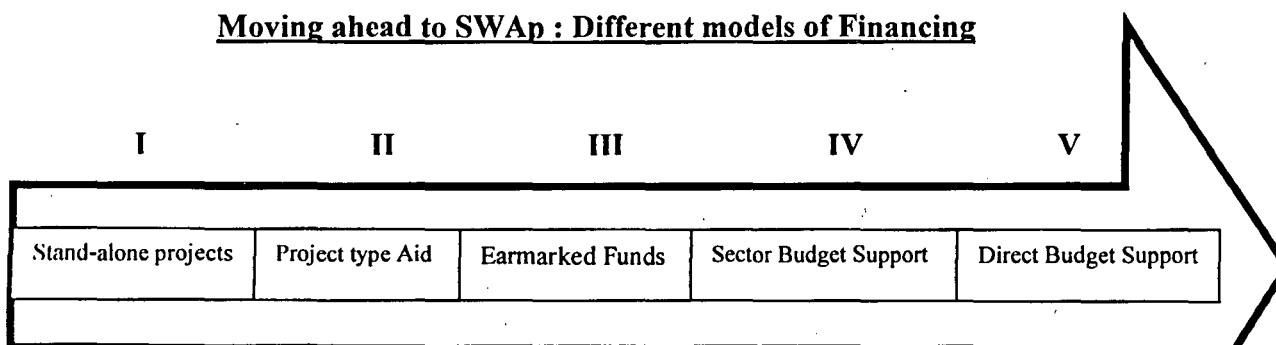 Moving ahead to SWAp : Different models of Financing
I II III IV V
Stand-alone projects Project type Aid Earmarked Funds Sector Budget Support Direct Budget Support